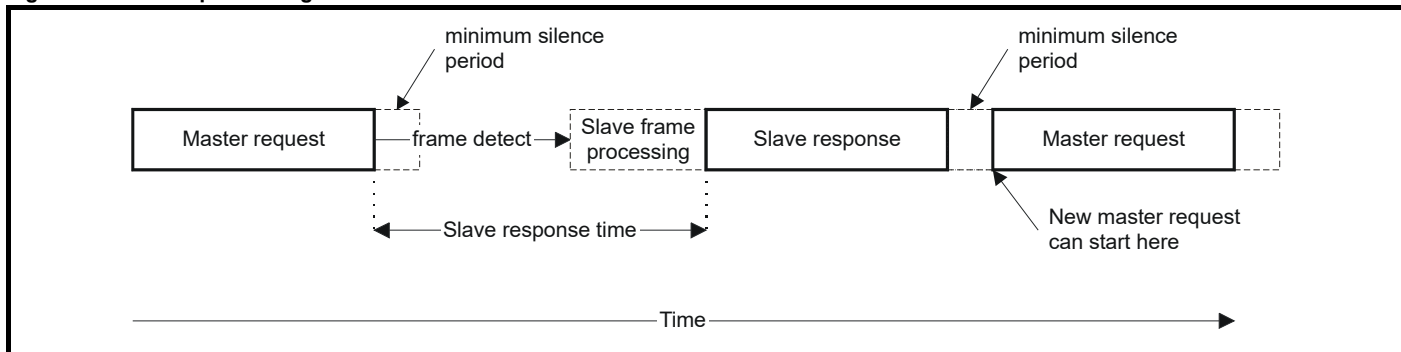 minimum silence
period
minimum silence
period
Master request
frame detect
Slave frame
processing
Slave response
Master request
Slave response time
New master request
can start here
Time